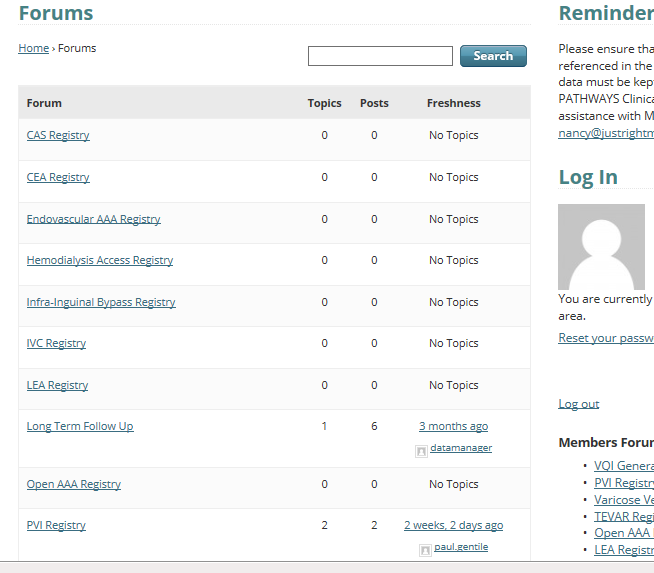 Forums
Home › Forums
Search
Forum Topics Posts Freshness
CAS Registry 0 0 No Topics
CEA Registry 0 0 No Topics
Endovascular AAA Registry 0 0 No Topics
Hemodialysis Access Registry 0 0 No Topics
Infra-Inguinal Bypass Registry 0 0 No Topics
IVC Registry 0 0 No Topics
LEA Registry 0 0 No Topics
Long Term Follow Up 1 6 3 months ago
datamanager
Open AAA Registry 0 0 No Topics
PVI Registry 2 2 2 weeks, 2 days ago
paul.gentile
Reminder
Please ensure tha
referenced in the
data must be kep
PATHWAYS Clinica
assistance with M
nancy@justrightm
Log In
You are currently
area.
Reset your passw
Log out
Members Forur
• VQI Genera
• PVI Registry
• Varicose Ve
• TEVAR Regi
• Open AAA
• LEA Registr